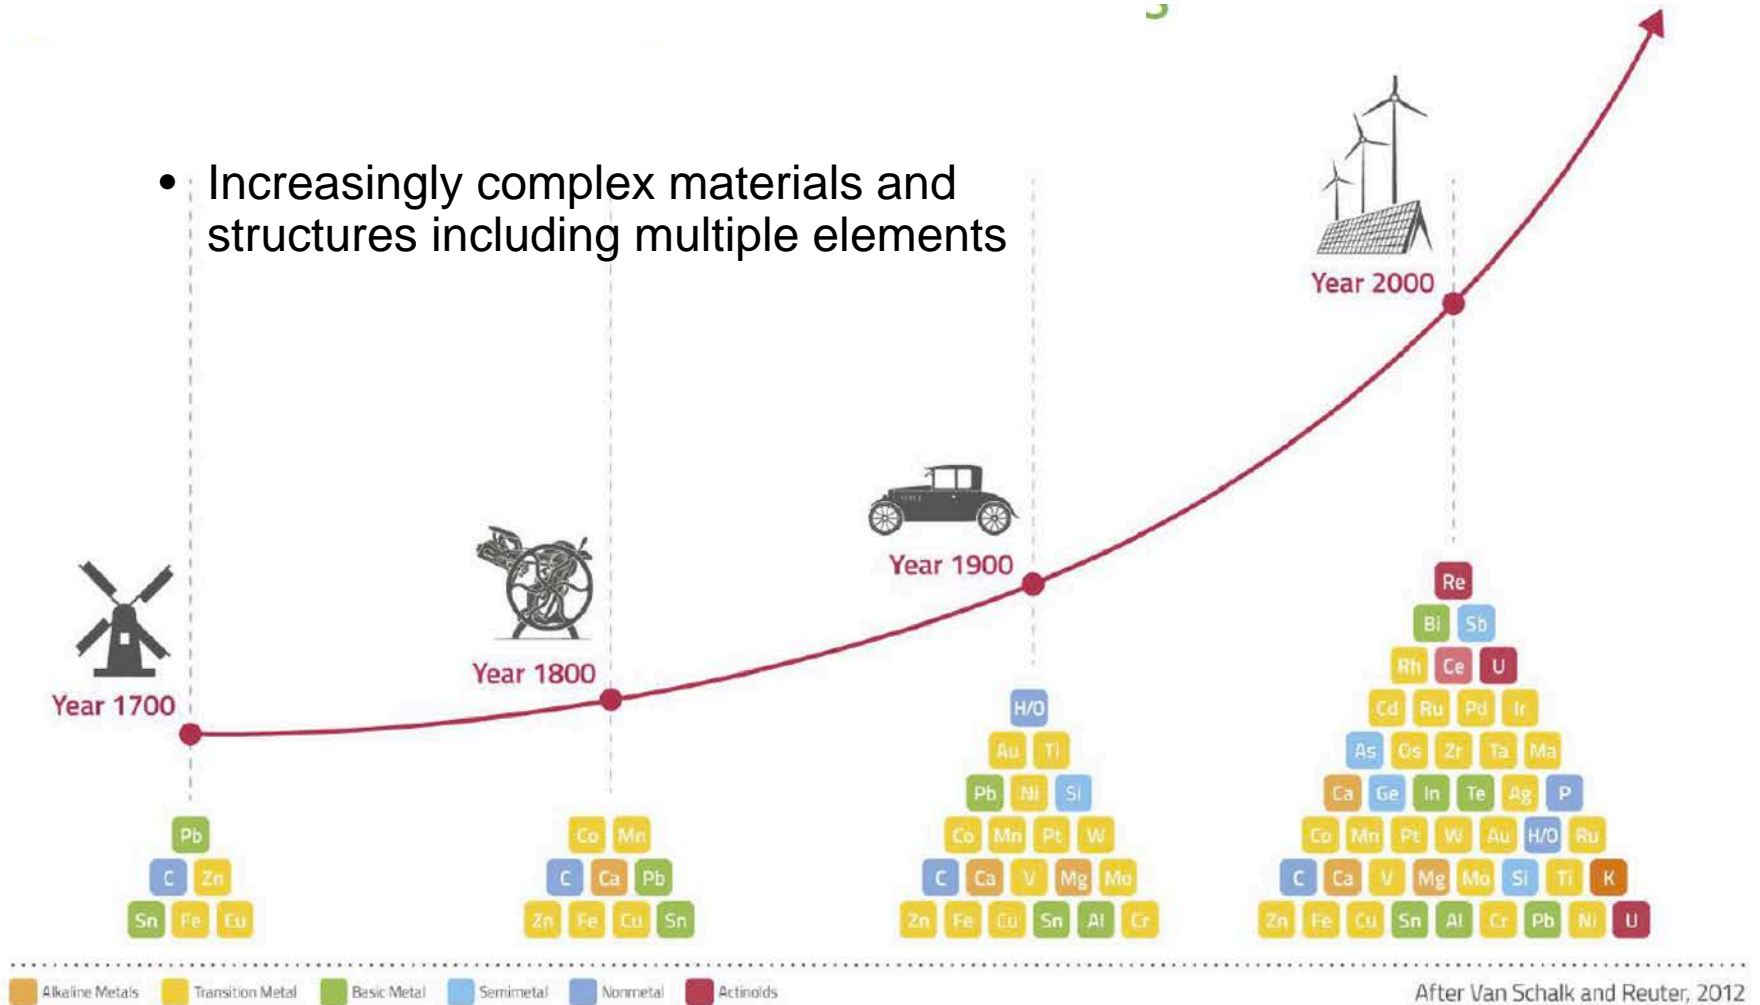 • Increasingly complex materials and
structures including multiple elements
Year 1700
Year 1800
Year 1900
Year 2000
Pb
C Zn
Sn Fe Cu
Co Mn
C Ca Pb
Zn Fe Cu Sn
H/O
Au Ti
Pb Ni Si
Co Mn Pt W
C Ca V Mg Mo
Zn Fe Cu Sn Al Cr
Re
Bi Sb
Rh Ce U
Cd Ru Pd Ir
As Os Zr Ta Ma
Ca Ge In Te Ag P
Co Mn Pt W Au H/O Ru
C Ca V Mg Mo Si Ti K
Zn Fe Cu Sn Al Cr Pb Ni U
Alkaline Metals Transition Metal Basic Metal Semimetal Nonmetal Actinoids
After Van Schalk and Reuter, 2012